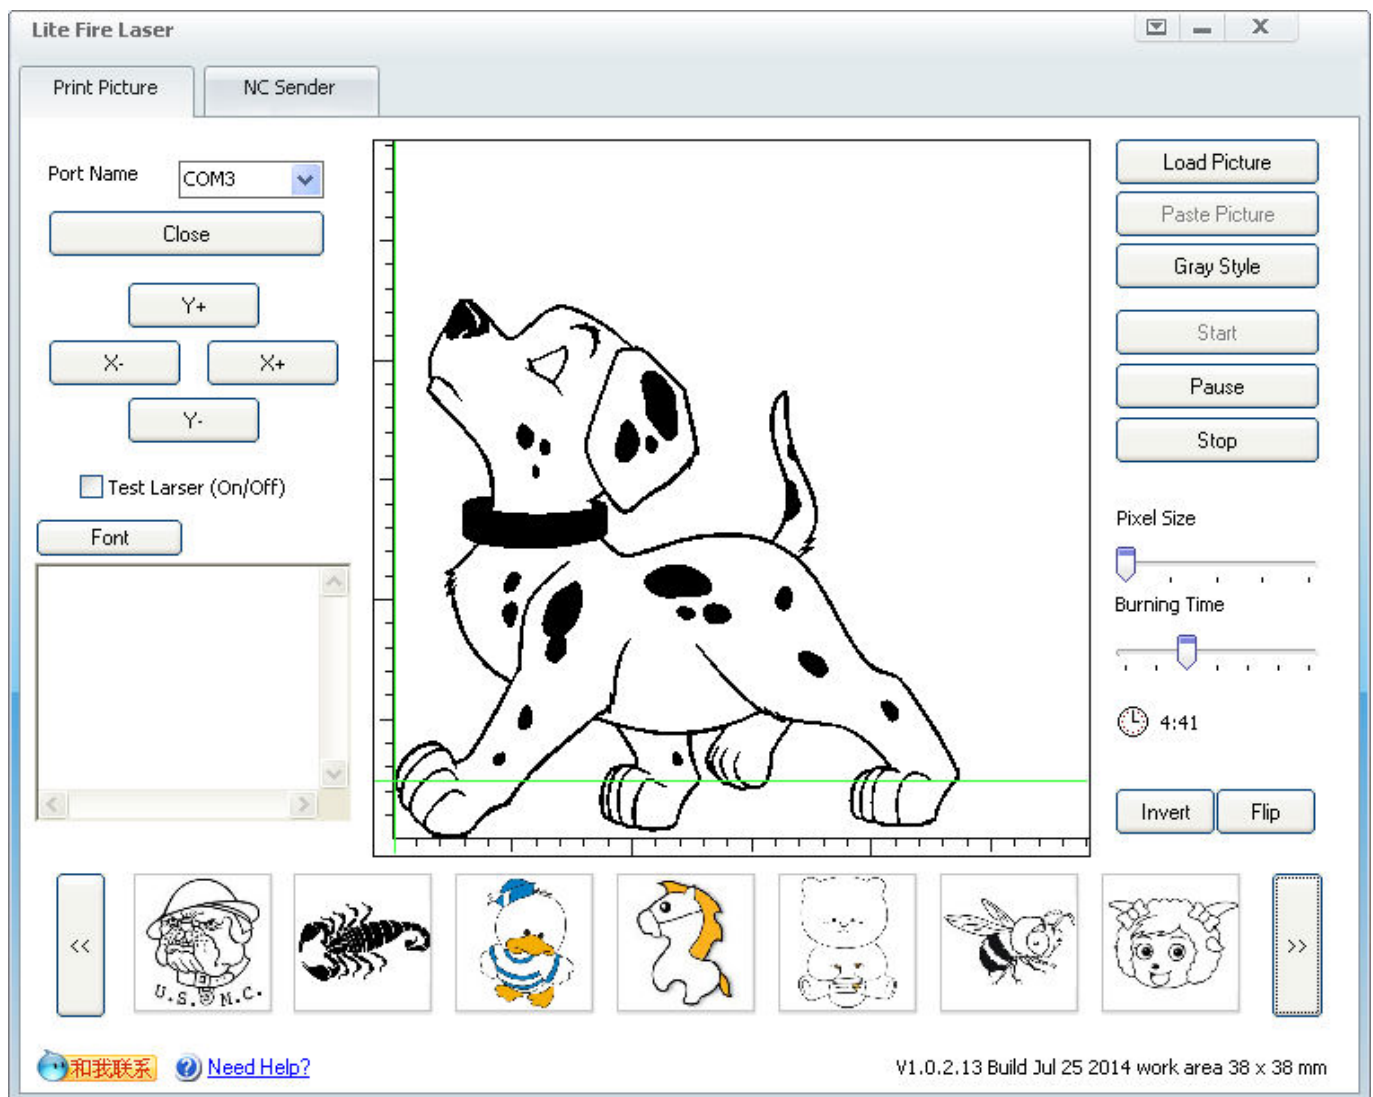 Lite Fire Laser
Print Picture
NC Sender
Port Name
COM3
Close
Y+
X-
X+
Y-
Test Larser (On/Off)
Font
Load Picture
Paste Picture
Gray Style
Start
Pause
Stop
Pixel Size
Burning Time
4:41
Invert
Flip
<<
U.S.M.C.
>>
和我联系
Need Help?
V1.0.2.13 Build Jul 25 2014 work area 38 x 38 mm